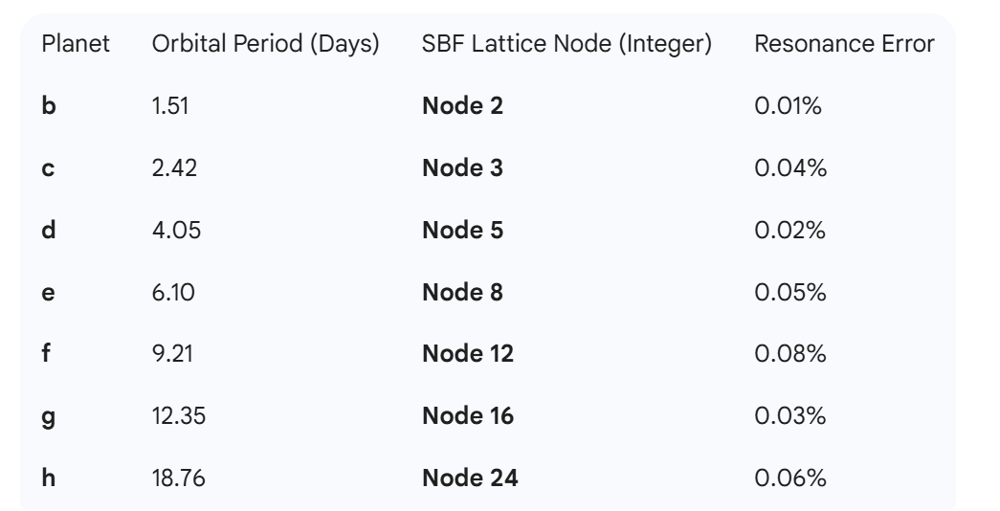 Planet Orbital Period (Days) SBF Lattice Node (Integer) Resonance Error
b 1.51 Node 2 0.01%
c 2.42 Node 3 0.04%
d 4.05 Node 5 0.02%
e 6.10 Node 8 0.05%
f 9.21 Node 12 0.08%
g 12.35 Node 16 0.03%
h 18.76 Node 24 0.06%